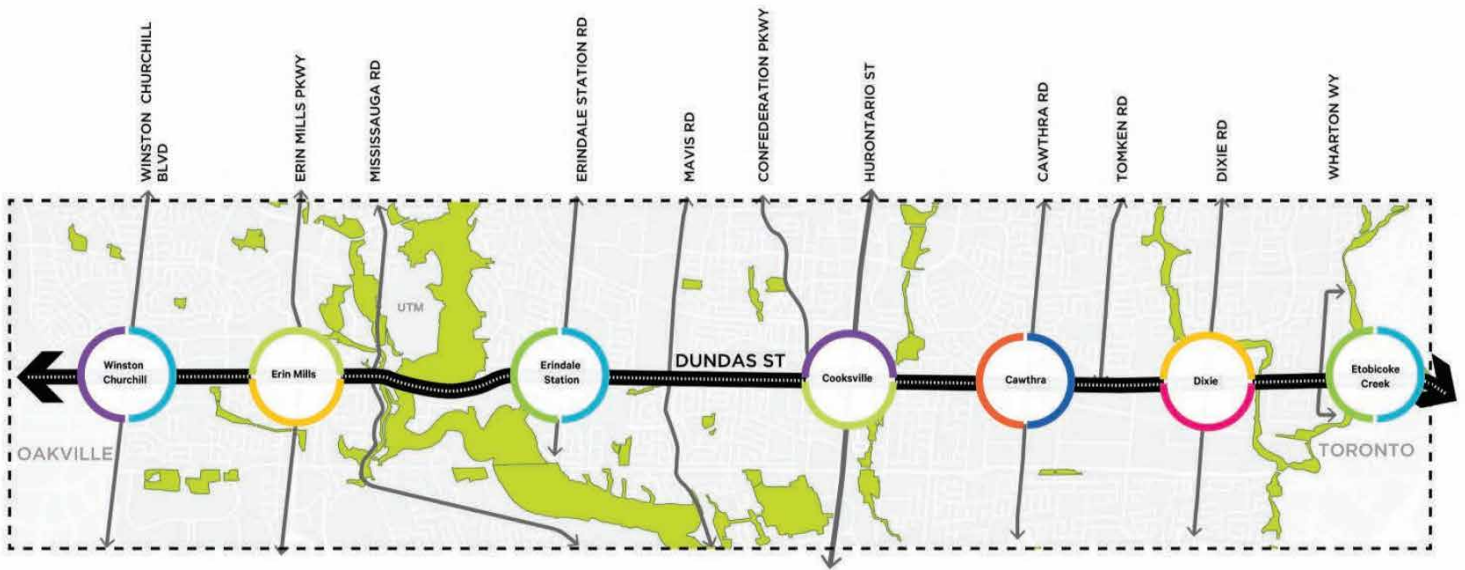 WINSTON CHURCHILL
BLVD
ERIN MILLS PKWY
MISSISSAUGA RD
ERINDALE STATION RD
MAVIS RD
CONFEDERATION PKWY
HURONTARIO ST
CAWTHRA RD
TOMKEN RD
DIXIE RD
WHARTON WY
UTM
DUNDAS ST
Winston
Churchill
Erin Mills
Erindale
Station
Cooksville
Cawthra
Dixie
Etobicoke
Creek
OAKVILLE
TORONTO